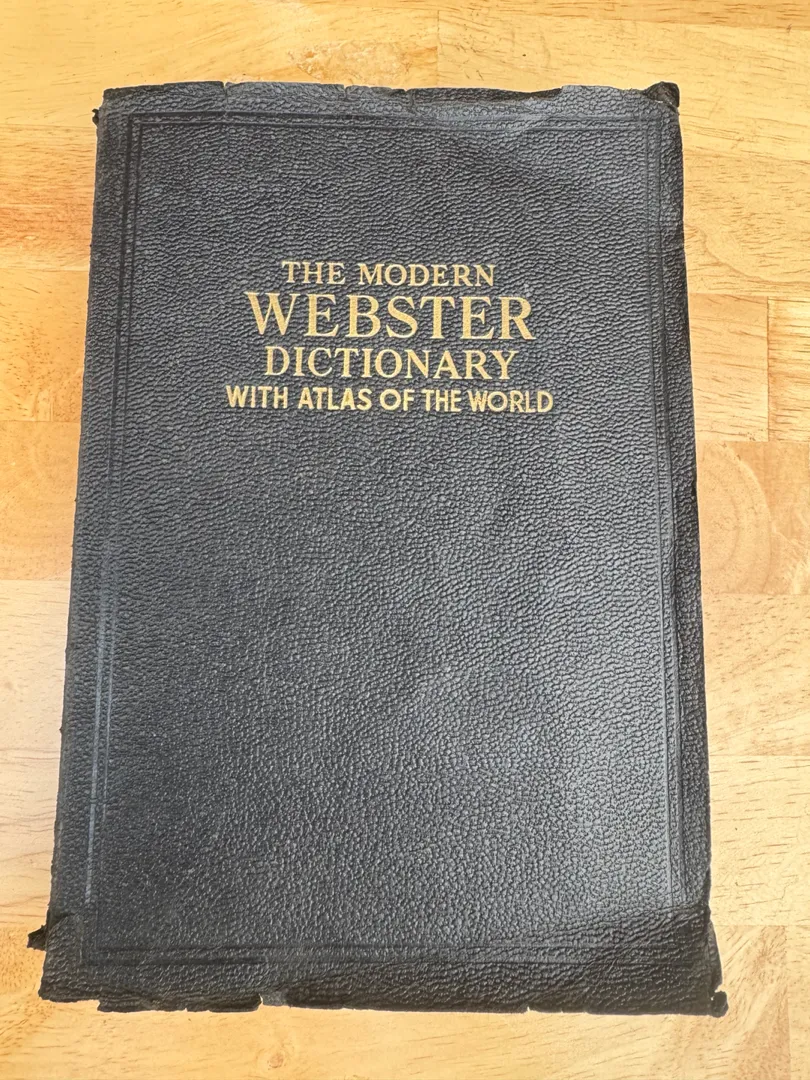 THE MODERN
WEBSTER
DICTIONARY
WITH ATLAS OF THE WORLD